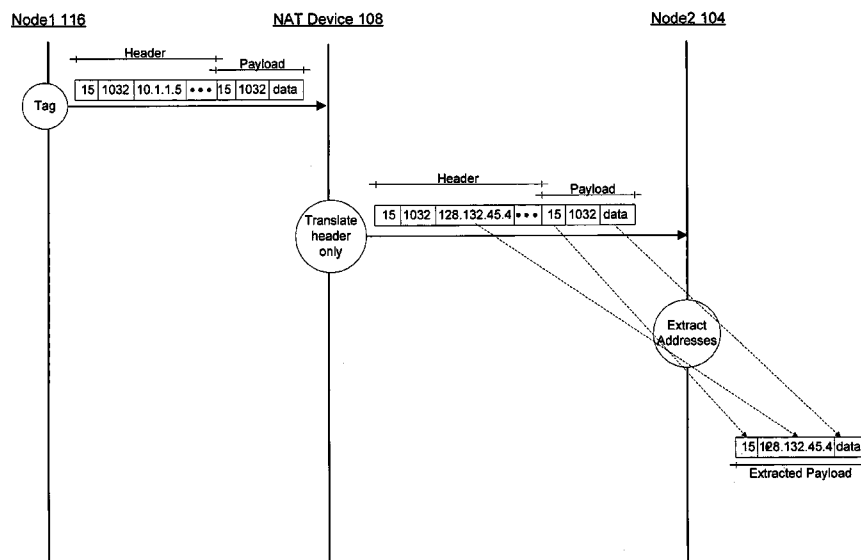 Node1 116 NAT Device 108 Node2 104
Header
Payload
15 1032 10.1.1.5 ••• 15 1032 data
Tag
Header
Payload
15 1032 128.132.45.4 ••• 15 1032 data
Translate
header
only
Extract
Addresses
15 128.132.45.4 data
Extracted Payload